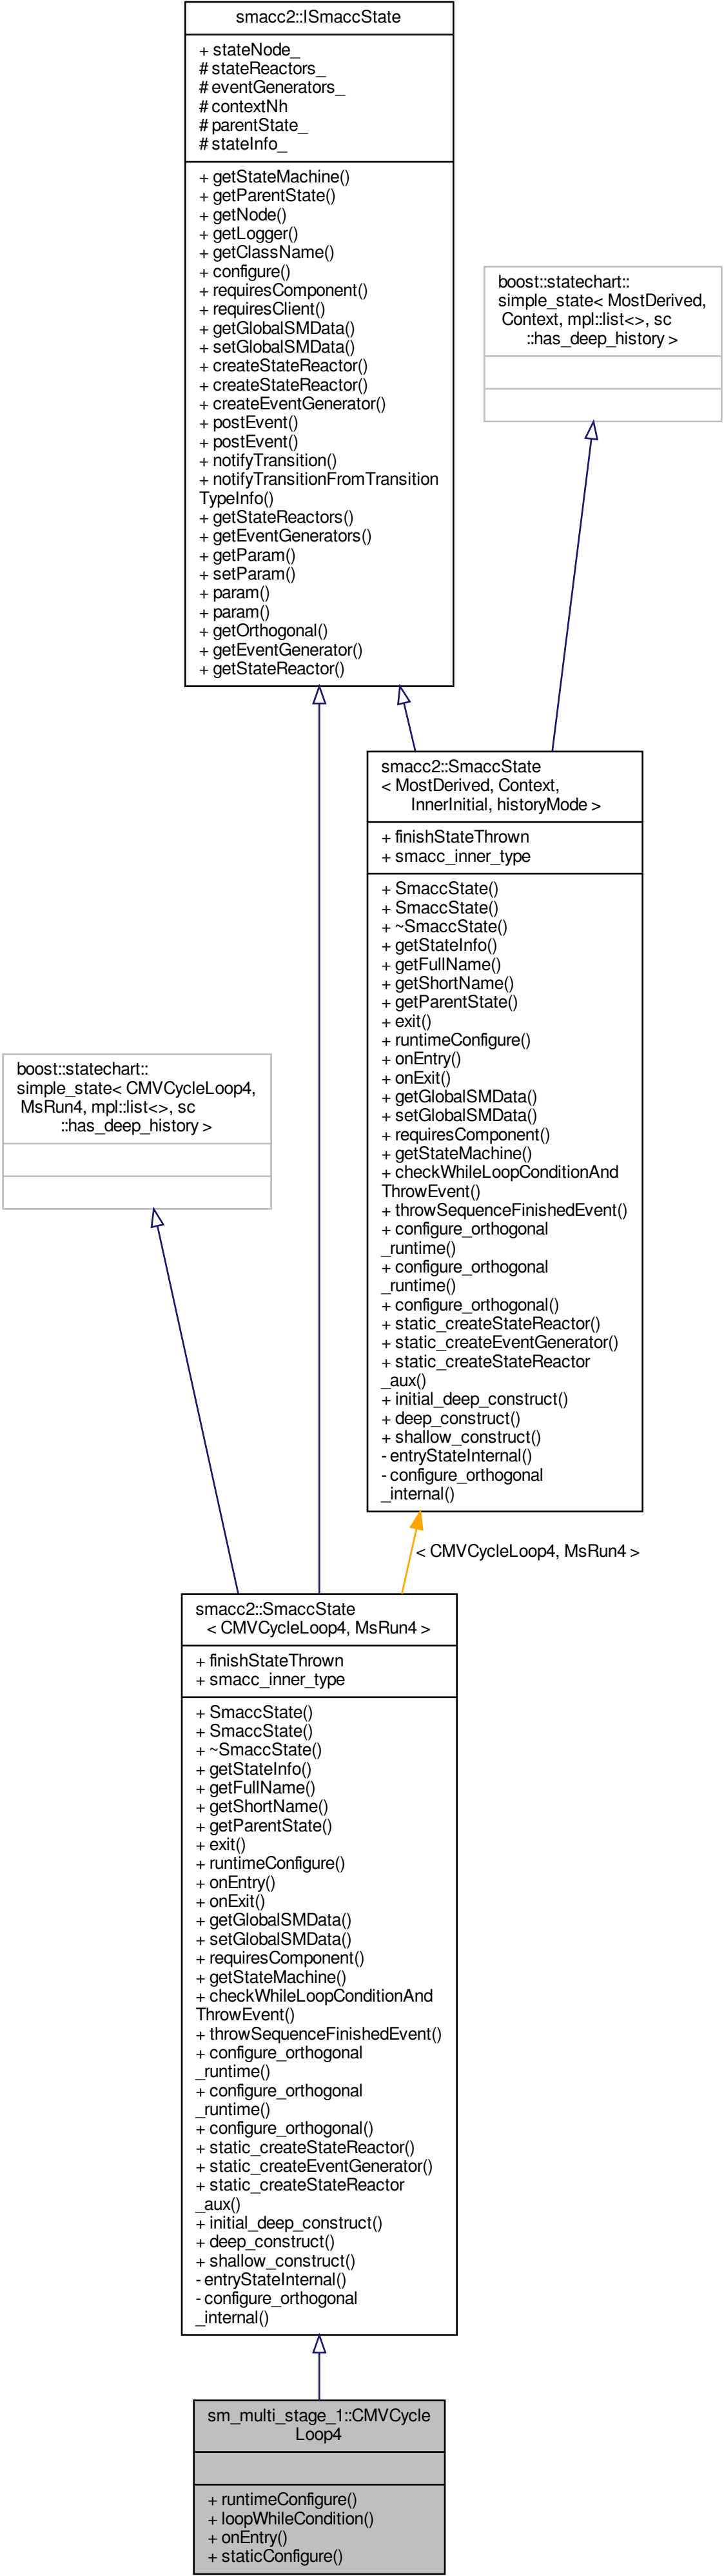 smacc2::ISmaccState
+ stateNode_
# stateReactors_
# eventGenerators_
# contextNh
# parentState_
# stateInfo_
+ getStateMachine()
+ getParentState()
+ getNode()
+ getLogger()
+ getClassName()
+ configure()
+ requiresComponent()
+ requiresClient()
+ getGlobalSMData()
+ setGlobalSMData()
+ createStateReactor()
+ createStateReactor()
+ createEventGenerator()
+ postEvent()
+ postEvent()
+ notifyTransition()
+ notifyTransitionFromTransition
TypeInfo()
+ getStateReactors()
+ getEventGenerators()
+ getParam()
+ setParam()
+ param()
+ param()
+ getOrthogonal()
+ getEventGenerator()
+ getStateReactor()
boost::statechart::
simple_state< MostDerived,
Context, mpl::list<>, sc
::has_deep_history >
smacc2::SmaccState
< MostDerived, Context,
InnerInitial, historyMode >
+ finishStateThrown
+ smacc_inner_type
+ SmaccState()
+ SmaccState()
+ ~SmaccState()
+ getStateInfo()
+ getFullName()
+ getShortName()
+ getParentState()
+ exit()
+ runtimeConfigure()
+ onEntry()
+ onExit()
+ getGlobalSMData()
+ setGlobalSMData()
+ requiresComponent()
+ getStateMachine()
+ checkWhileLoopConditionAnd
ThrowEvent()
+ throwSequenceFinishedEvent()
+ configure_orthogonal
_runtime()
+ configure_orthogonal
_runtime()
+ configure_orthogonal()
+ static_createStateReactor()
+ static_createEventGenerator()
+ static_createStateReactor
_aux()
+ initial_deep_construct()
+ deep_construct()
+ shallow_construct()
- entryStateInternal()
- configure_orthogonal
_internal()
boost::statechart::
simple_state< CMVCycleLoop4,
MsRun4, mpl::list<>, sc
::has_deep_history >
< CMVCycleLoop4, MsRun4 >
smacc2::SmaccState
< CMVCycleLoop4, MsRun4 >
+ finishStateThrown
+ smacc_inner_type
+ SmaccState()
+ SmaccState()
+ ~SmaccState()
+ getStateInfo()
+ getFullName()
+ getShortName()
+ getParentState()
+ exit()
+ runtimeConfigure()
+ onEntry()
+ onExit()
+ getGlobalSMData()
+ setGlobalSMData()
+ requiresComponent()
+ getStateMachine()
+ checkWhileLoopConditionAnd
ThrowEvent()
+ throwSequenceFinishedEvent()
+ configure_orthogonal
_runtime()
+ configure_orthogonal
_runtime()
+ configure_orthogonal()
+ static_createStateReactor()
+ static_createEventGenerator()
+ static_createStateReactor
_aux()
+ initial_deep_construct()
+ deep_construct()
+ shallow_construct()
- entryStateInternal()
- configure_orthogonal
_internal()
sm_multi_stage_1::CMVCycle
Loop4
+ runtimeConfigure()
+ loopWhileCondition()
+ onEntry()
+ staticConfigure()